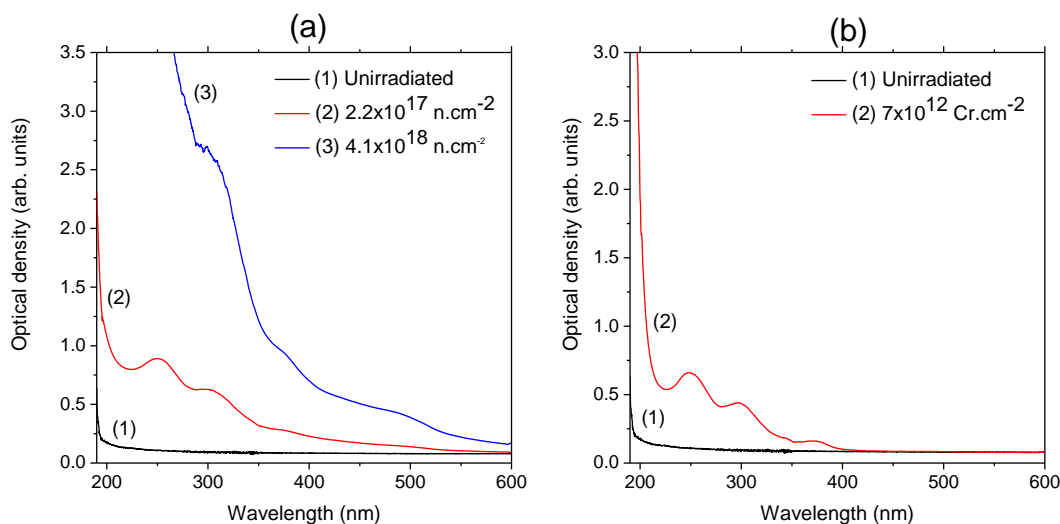 (a)
(1) Unirradiated
(2) 2.2x10^17 n.cm^-2
(3) 4.1x10^18 n.cm^-2
(3)
(2)
(1)
3.5
3.0
2.5
2.0
1.5
1.0
0.5
0.0
200 300 400 500 600
Optical density (arb. units)
Wavelength (nm)
(b)
(1) Unirradiated
(2) 7x10^12 Cr.cm^-2
(2)
(1)
3.0
2.5
2.0
1.5
1.0
0.5
0.0
200 300 400 500 600
Optical density (arb. units)
Wavelength (nm)